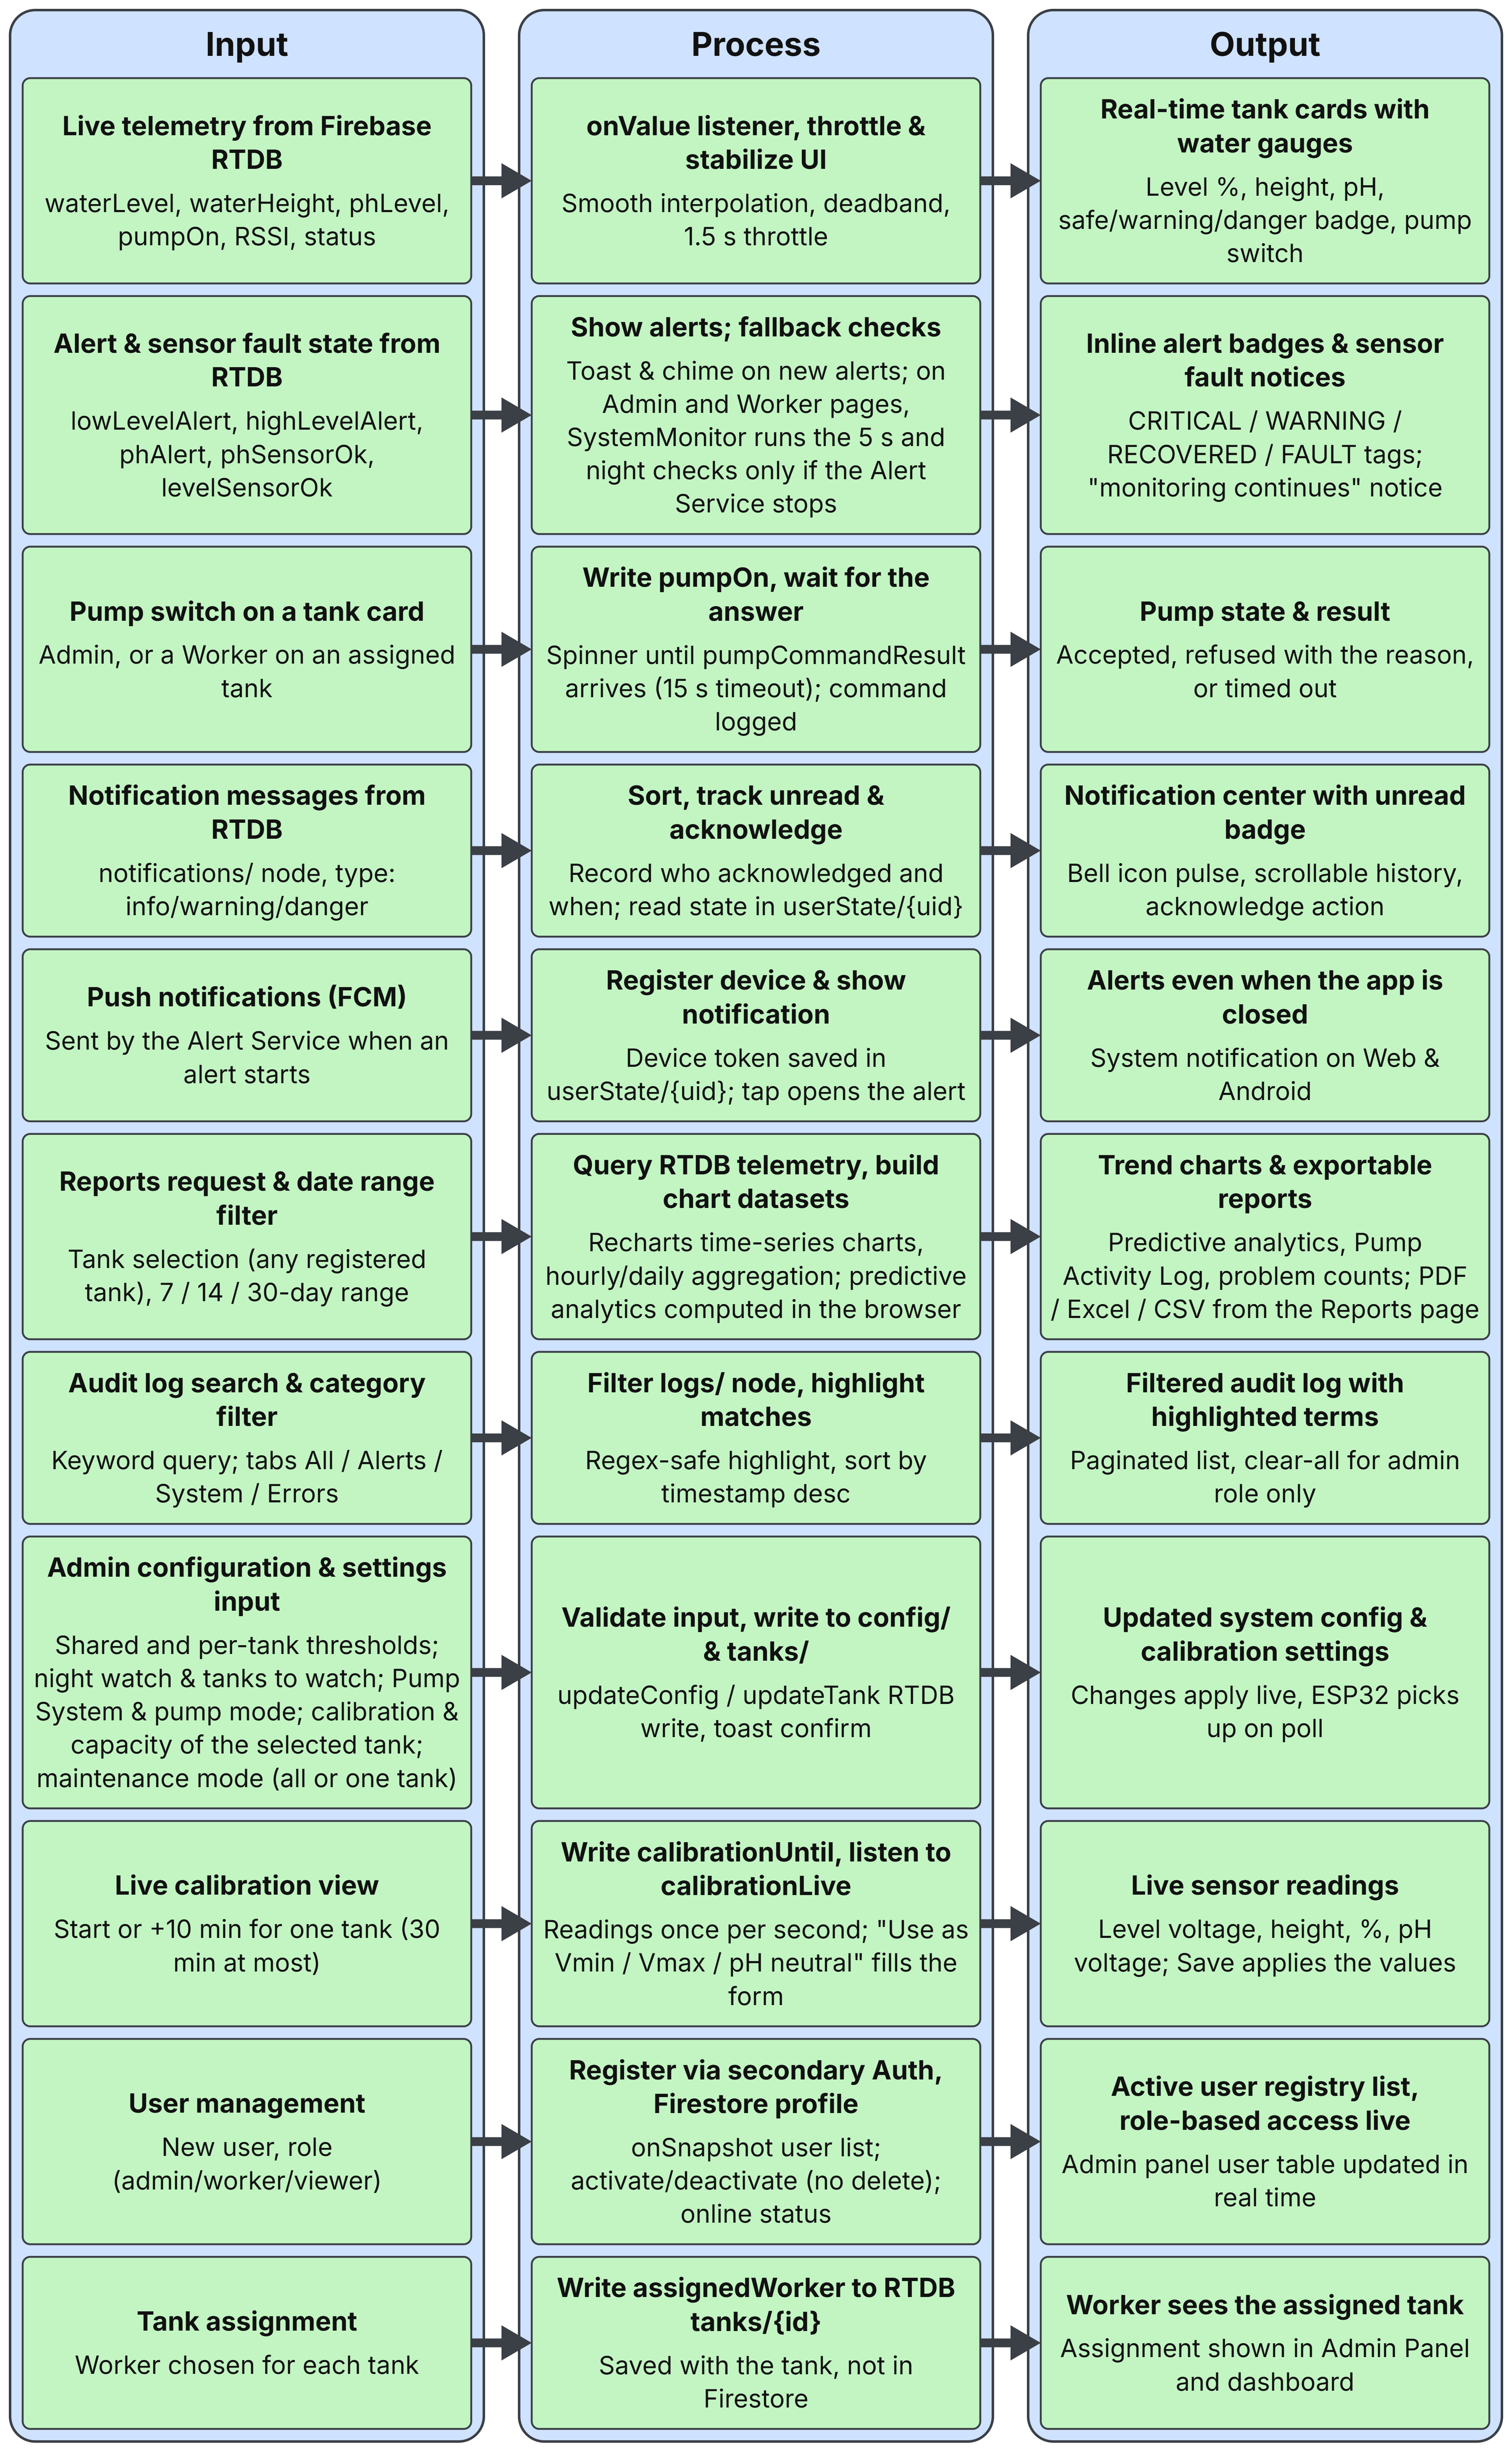 Input
Process
Output
Live telemetry from Firebase
RTDB
waterLevel, waterHeight, phLevel,
pumpOn, RSSI, status
onValue listener, throttle &
stabilize UI
Smooth interpolation, deadband,
1.5 s throttle
Real-time tank cards with
water gauges
Level %, height, pH,
safe/warning/danger badge, pump
switch
Alert & sensor fault state from
RTDB
lowLevelAlert, highLevelAlert,
phAlert, phSensorOk,
levelSensorOk
Show alerts; fallback checks
Toast & chime on new alerts; on
Admin and Worker pages,
SystemMonitor runs the 5 s and
night checks only if the Alert
Service stops
Inline alert badges & sensor
fault notices
CRITICAL / WARNING /
RECOVERED / FAULT tags;
"monitoring continues" notice
Pump switch on a tank card
Admin, or a Worker on an assigned
tank
Write pumpOn, wait for the
answer
Spinner until pumpCommandResult
arrives (15 s timeout); command
logged
Pump state & result
Accepted, refused with the reason,
or timed out
Notification messages from
RTDB
notifications/ node, type:
info/warning/danger
Sort, track unread &
acknowledge
Record who acknowledged and
when; read state in userState/{uid}
Notification center with unread
badge
Bell icon pulse, scrollable history,
acknowledge action
Push notifications (FCM)
Sent by the Alert Service when an
alert starts
Register device & show
notification
Device token saved in
userState/{uid}; tap opens the alert
Alerts even when the app is
closed
System notification on Web &
Android
Reports request & date range
filter
Tank selection (any registered
tank), 7 / 14 / 30-day range
Query RTDB telemetry, build
chart datasets
Recharts time-series charts,
hourly/daily aggregation; predictive
analytics computed in the browser
Trend charts & exportable
reports
Predictive analytics, Pump
Activity Log, problem counts; PDF
/ Excel / CSV from the Reports page
Audit log search & category
filter
Keyword query; tabs All / Alerts /
System / Errors
Filter logs/ node, highlight
matches
Regex-safe highlight, sort by
timestamp desc
Filtered audit log with
highlighted terms
Paginated list, clear-all for admin
role only
Admin configuration & settings
input
Shared and per-tank thresholds;
night watch & tanks to watch; Pump
System & pump mode; calibration &
capacity of the selected tank;
maintenance mode (all or one tank)
Validate input, write to config/
& tanks/
updateConfig / updateTank RTDB
write, toast confirm
Updated system config &
calibration settings
Changes apply live, ESP32 picks
up on poll
Live calibration view
Start or +10 min for one tank (30
min at most)
Write calibrationUntil, listen to
calibrationLive
Readings once per second; "Use as
Vmin / Vmax / pH neutral" fills the
form
Live sensor readings
Level voltage, height, %, pH
voltage; Save applies the values
User management
New user, role
(admin/worker/viewer)
Register via secondary Auth,
Firestore profile
onSnapshot user list;
activate/deactivate (no delete);
online status
Active user registry list,
role-based access live
Admin panel user table updated in
real time
Tank assignment
Worker chosen for each tank
Write assignedWorker to RTDB
tanks/{id}
Saved with the tank, not in
Firestore
Worker sees the assigned tank
Assignment shown in Admin Panel
and dashboard